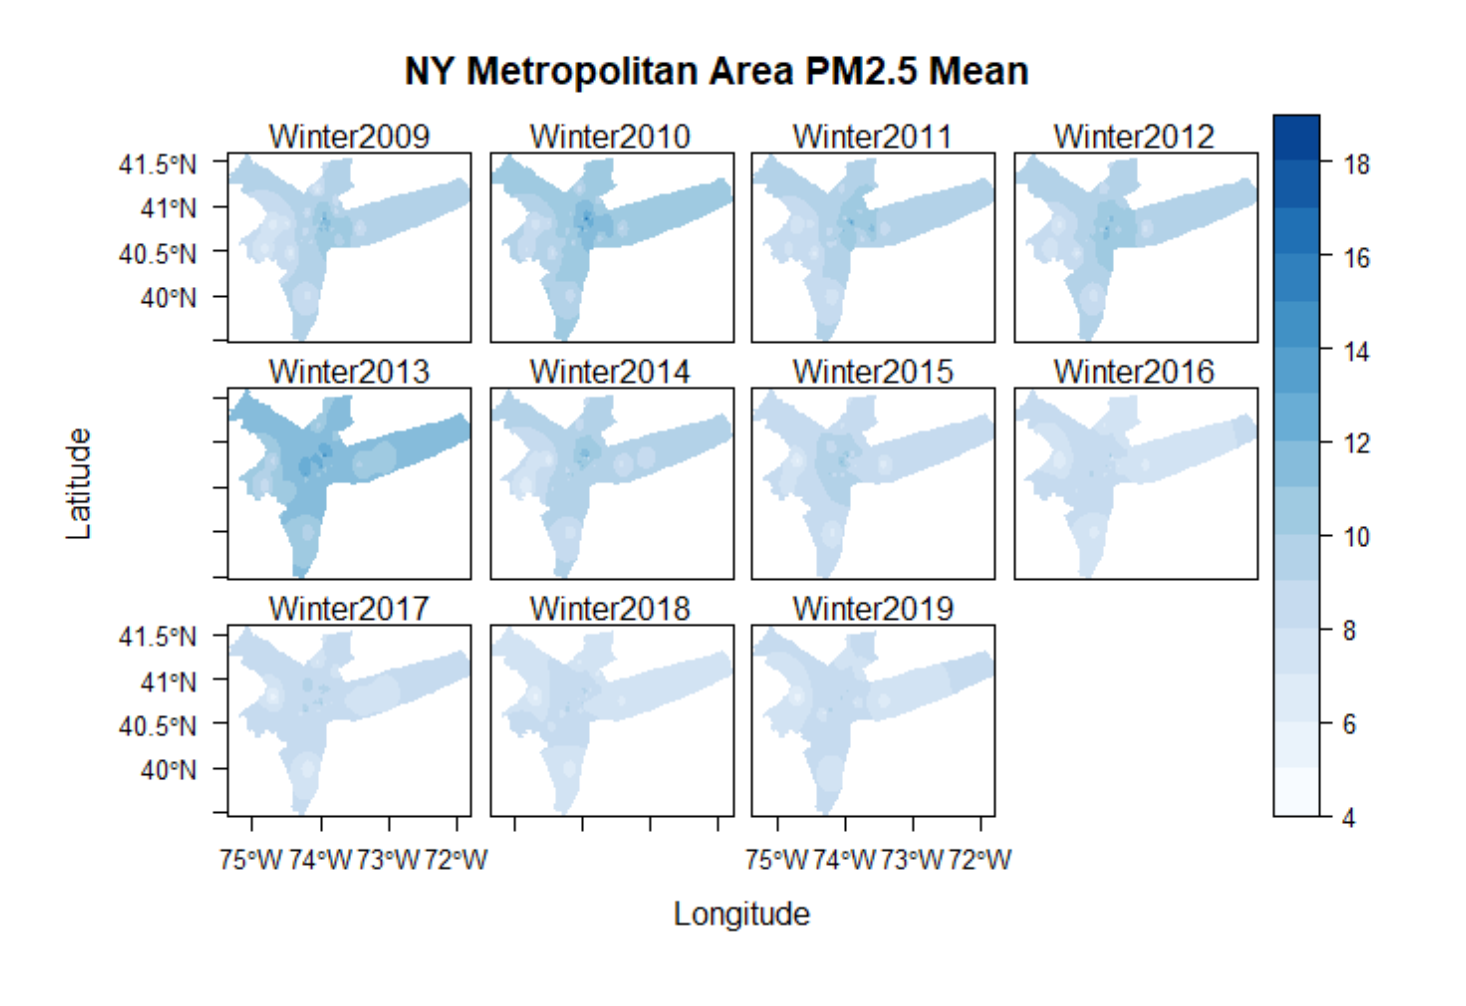 NY Metropolitan Area PM2.5 Mean
Winter2009 Winter2010 Winter2011 Winter2012
41.5°N
41°N
40.5°N
40°N
Winter2013 Winter2014 Winter2015 Winter2016
Latitude
Winter2017 Winter2018 Winter2019
41.5°N
41°N
40.5°N
40°N
75°W 74°W 73°W 72°W 75°W 74°W 73°W 72°W
Longitude
18
16
14
12
10
8
6
4